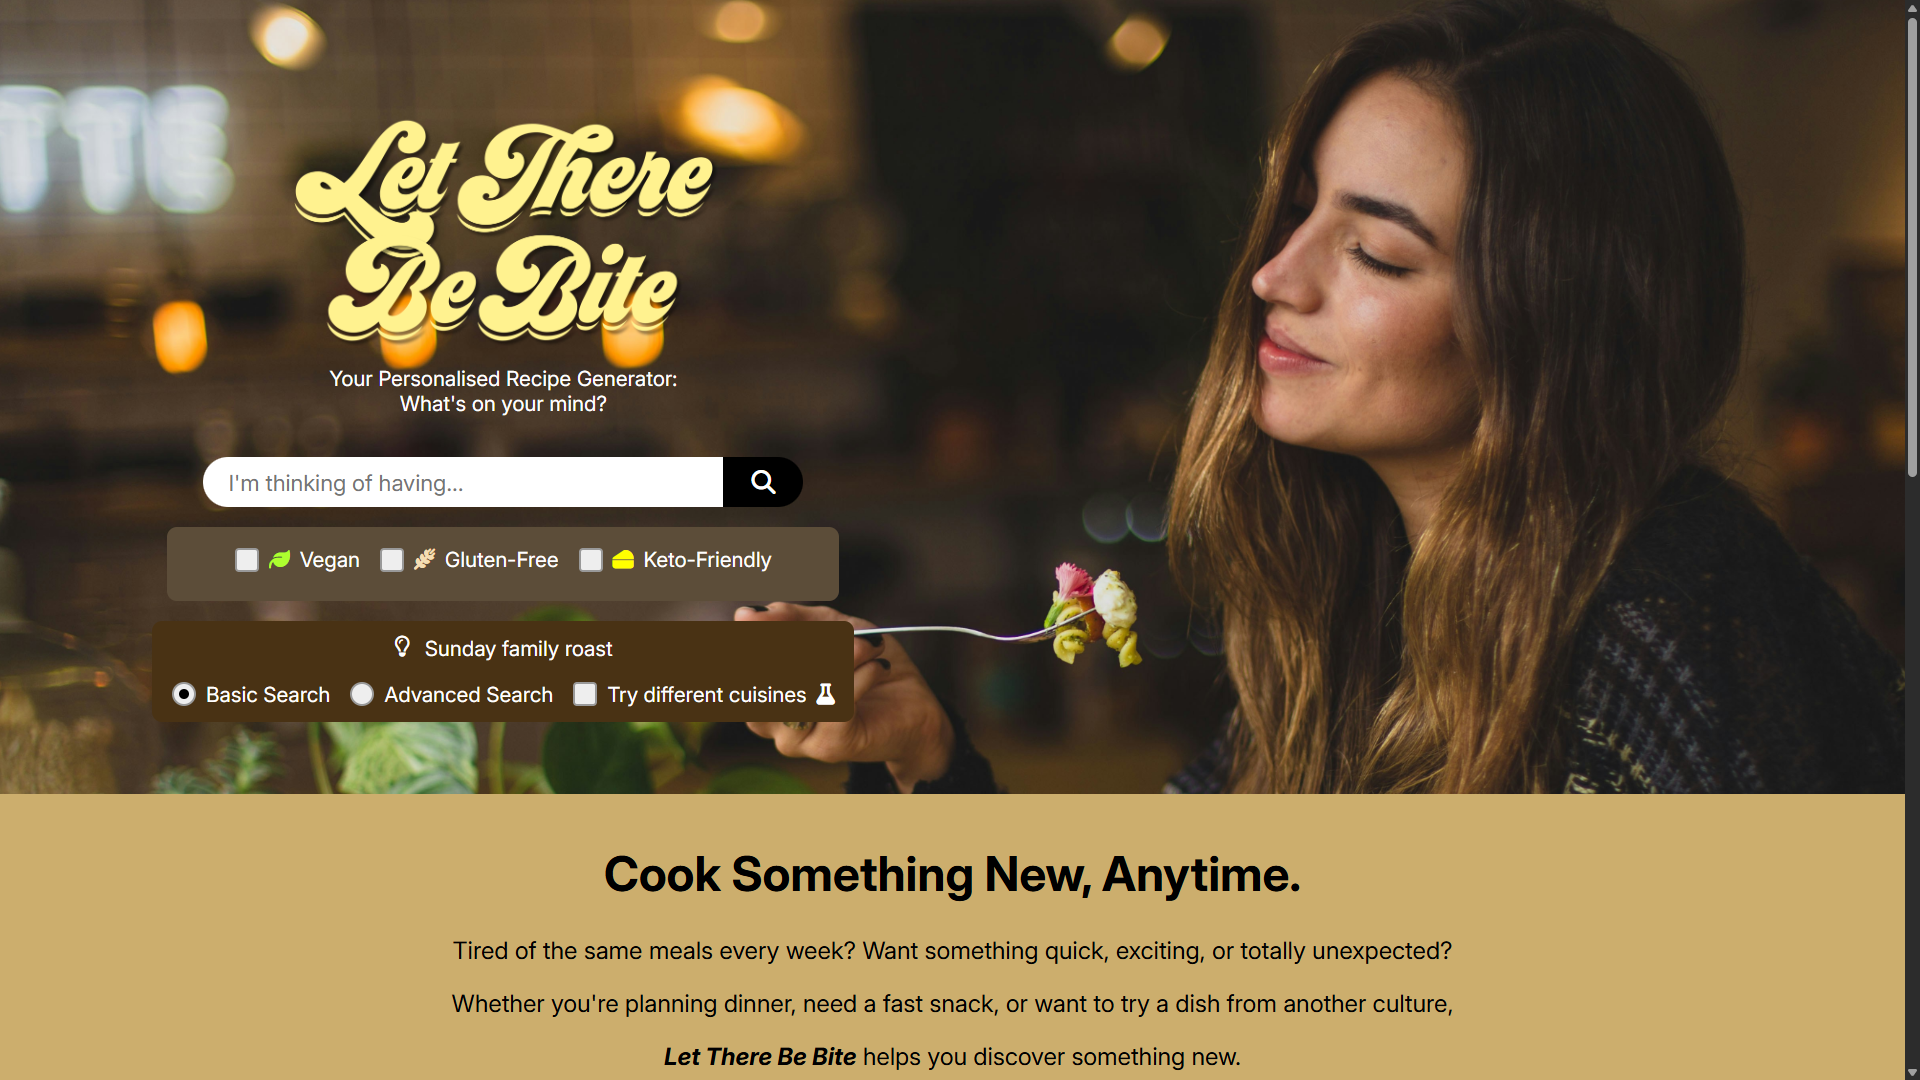 TTE
Let There
Be Bite
Your Personalised Recipe Generator:
What's on your mind?
I'm thinking of having...
Vegan Gluten-Free Keto-Friendly
Sunday family roast
Basic Search Advanced Search Try different cuisines
Cook Something New, Anytime.
Tired of the same meals every week? Want something quick, exciting, or totally unexpected?
Whether you're planning dinner, need a fast snack, or want to try a dish from another culture,
Let There Be Bite helps you discover something new.